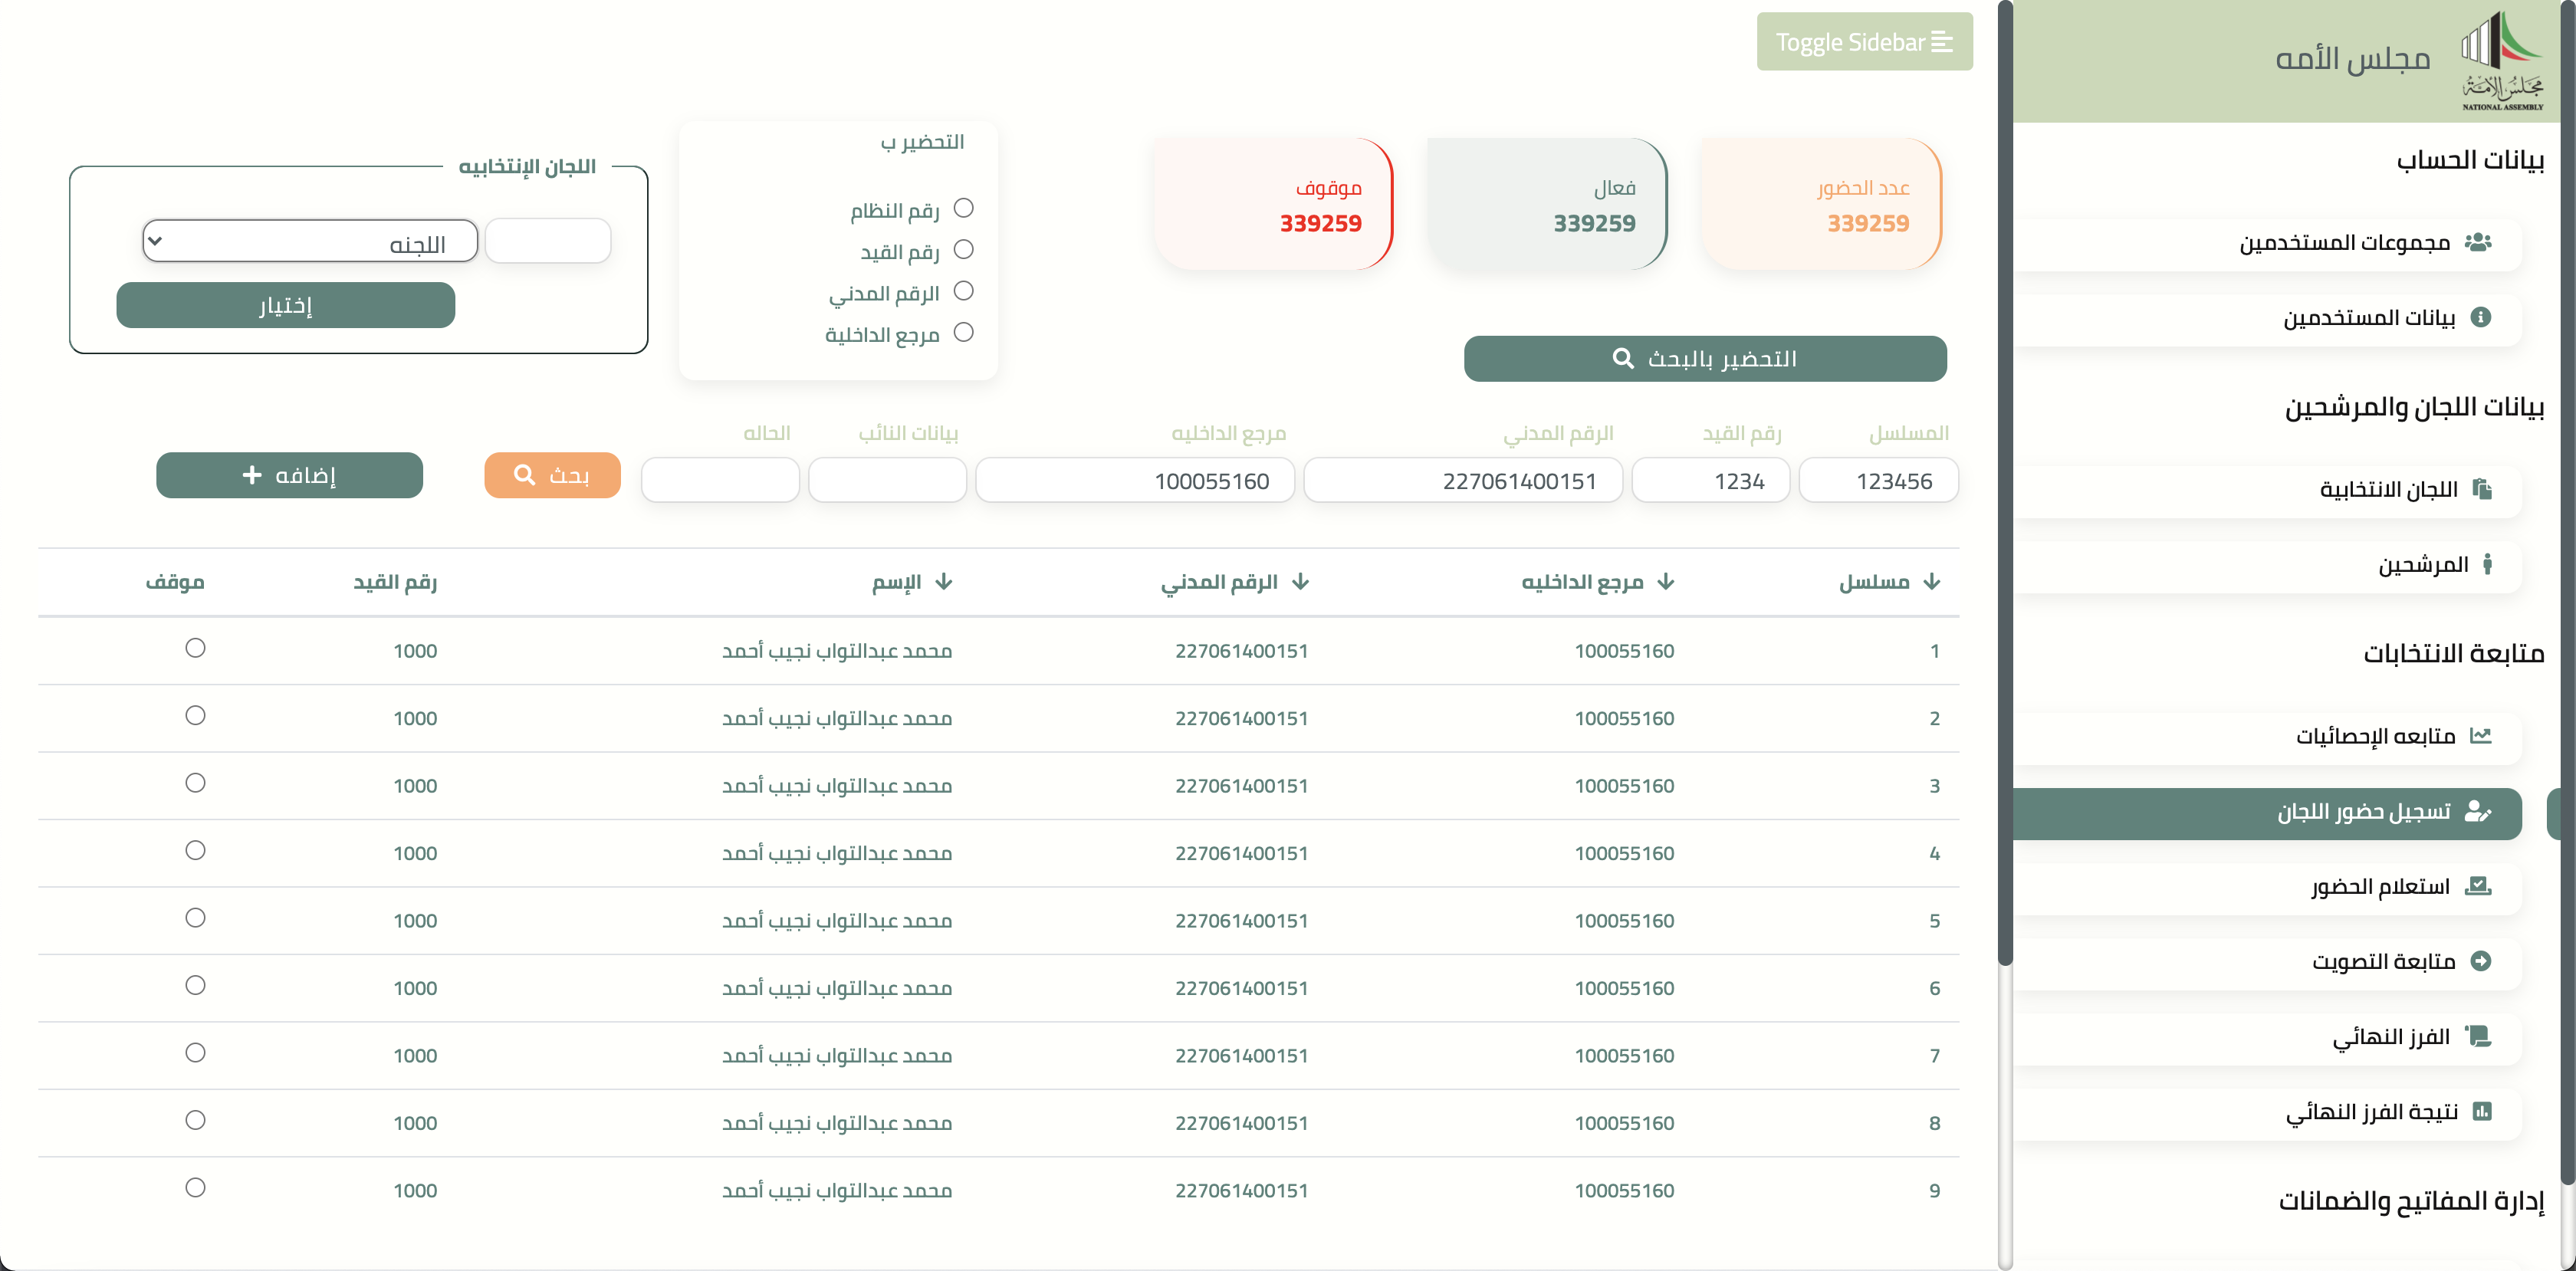 مجلس الأمه
مجلس الأمة
NATIONAL ASSEMBLY
بيانات الحساب
مجموعات المستخدمين
بيانات المستخدمين
بيانات اللجان والمرشحين
اللجان الانتخابية
المرشحين
متابعة الانتخابات
متابعه الإحصائيات
تسجيل حضور اللجان
استعلام الحضور
متابعة التصويت
الفرز النهائي
نتيجة الفرز النهائي
إدارة المفاتيح والضمانات
Toggle Sidebar
عدد الحضور
339259
فعال
339259
موقوف
339259
التحضير بالبحث
التحضير ب
رقم النظام
رقم القيد
الرقم المدني
مرجع الداخلية
اللجان الإنتخابيه
اللجنه
إختيار
المسلسل رقم القيد الرقم المدني مرجع الداخليه بيانات النائب الحاله
123456 1234 227061400151 100055160 بحث إضافه
مسلسل مرجع الداخليه الرقم المدني الإسم رقم القيد موقف
1 100055160 227061400151 محمد عبدالتواب نجيب أحمد 1000
2 100055160 227061400151 محمد عبدالتواب نجيب أحمد 1000
3 100055160 227061400151 محمد عبدالتواب نجيب أحمد 1000
4 100055160 227061400151 محمد عبدالتواب نجيب أحمد 1000
5 100055160 227061400151 محمد عبدالتواب نجيب أحمد 1000
6 100055160 227061400151 محمد عبدالتواب نجيب أحمد 1000
7 100055160 227061400151 محمد عبدالتواب نجيب أحمد 1000
8 100055160 227061400151 محمد عبدالتواب نجيب أحمد 1000
9 100055160 227061400151 محمد عبدالتواب نجيب أحمد 1000